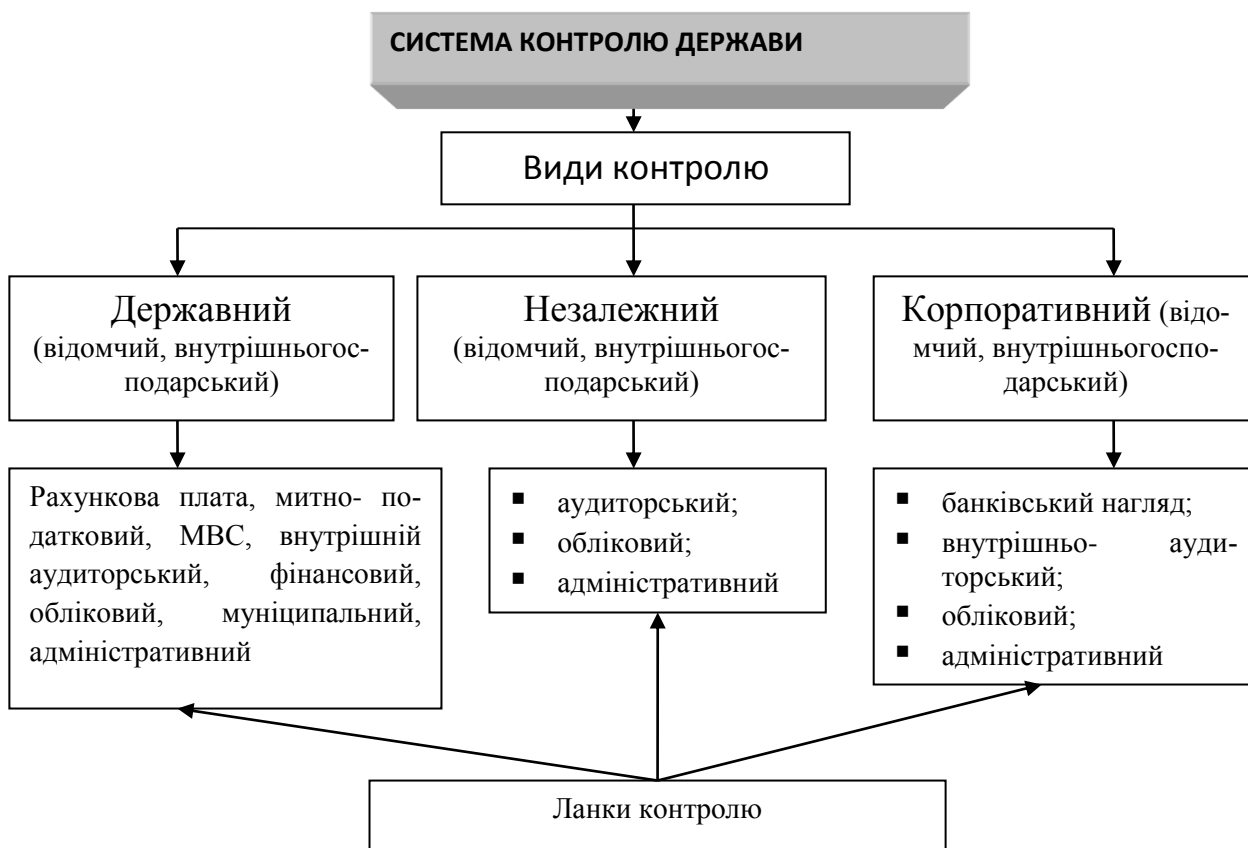 СИСТЕМА КОНТРОЛЮ ДЕРЖАВИ
Види контролю
Державний
(відомчий, внутрішньогос-
подарський)
Незалежний
(відомчий, внутрішньогос-
подарський)
Корпоративний (відо-
мчий, внутрішньогоспо-
дарський)
Рахункова плата, митно- по-
датковий, МВС, внутрішній
аудиторський, фінансовий,
обліковий, муніципальний,
адміністративний
▪ аудиторський;
▪ обліковий;
▪ адміністративний
▪ банківський нагляд;
▪ внутрішньо- ауди-
торський;
▪ обліковий;
▪ адміністративний
Ланки контролю